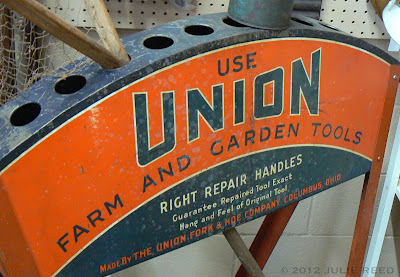 USE
UNION
FARM AND GARDEN TOOLS
RIGHT REPAIR HANDLES
Guarantee Repaired Tool Exact
Hang and Feel of Original Tool
MADE BY THE UNION FORK & HOE COMPANY, COLUMBUS, OHIO
© 2012 JULIE REED